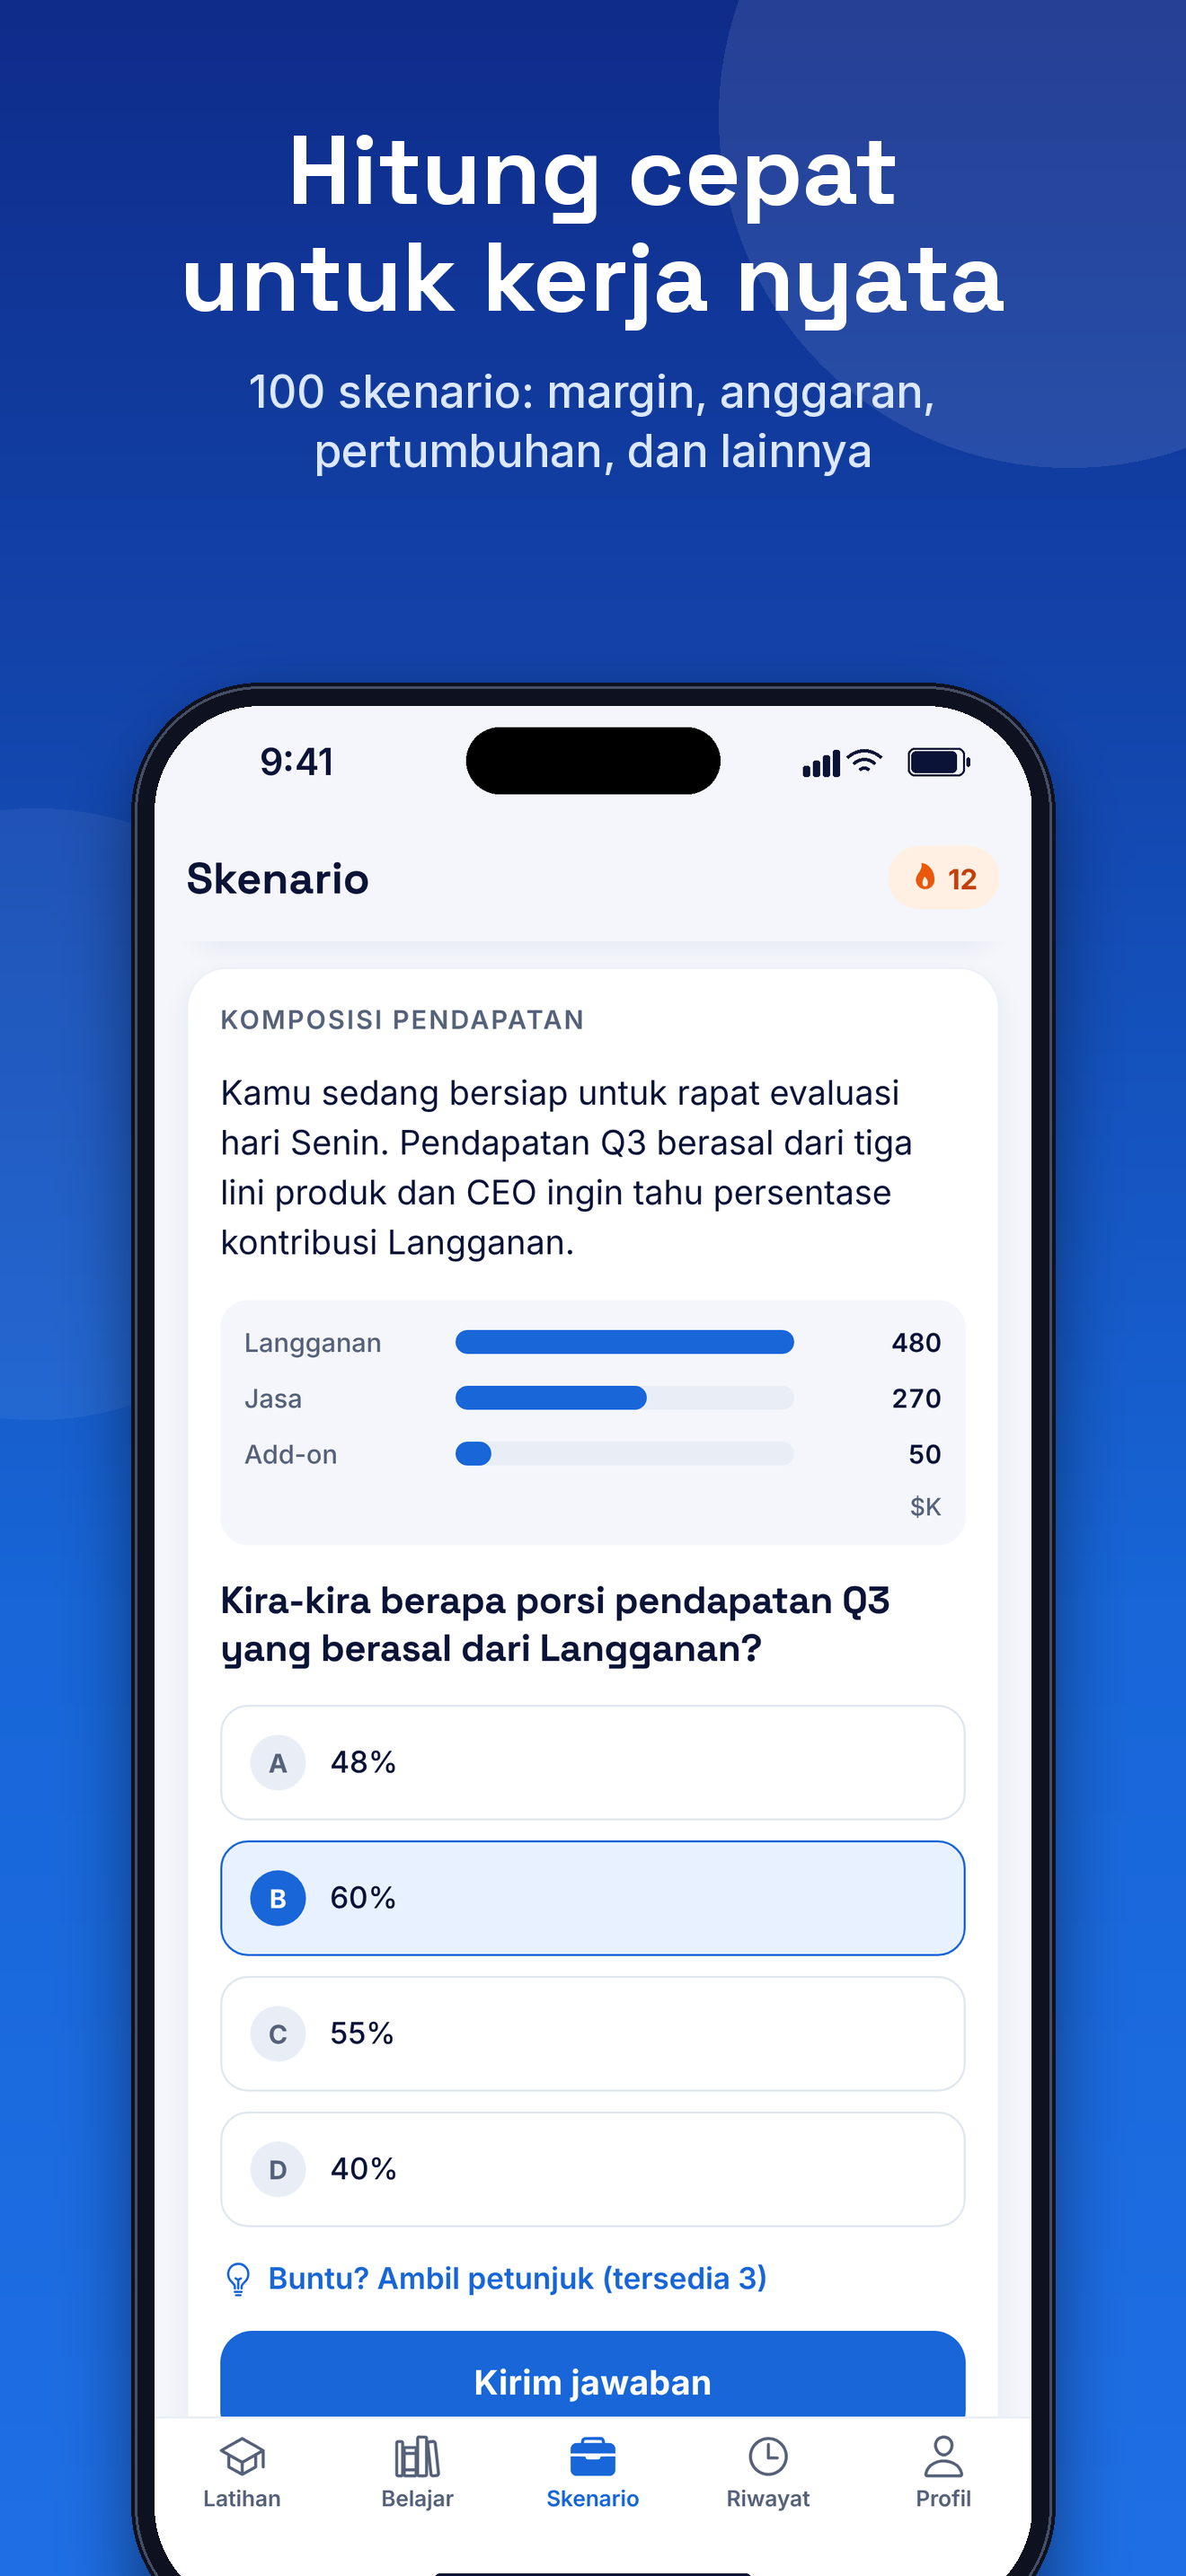 Hitung cepat
untuk kerja nyata
100 skenario: margin, anggaran,
pertumbuhan, dan lainnya
9:41
Skenario
12
KOMPOSISI PENDAPATAN
Kamu sedang bersiap untuk rapat evaluasi
hari Senin. Pendapatan Q3 berasal dari tiga
lini produk dan CEO ingin tahu persentase
kontribusi Langganan.
Langganan 480
Jasa 270
Add-on 50
$K
Kira-kira berapa porsi pendapatan Q3
yang berasal dari Langganan?
A 48%
B 60%
C 55%
D 40%
Buntu? Ambil petunjuk (tersedia 3)
Kirim jawaban
Latihan Belajar Skenario Riwayat Profil